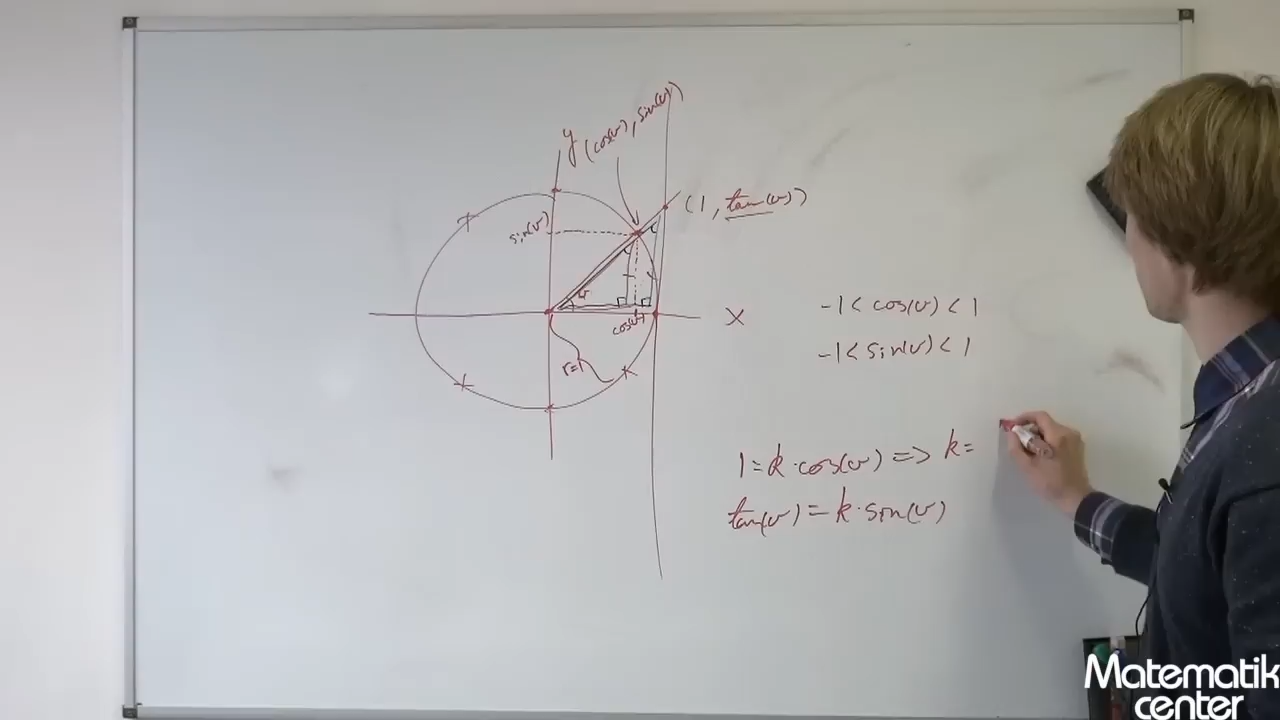 y
(cos(v), sin(v))
(1, tan(v))
sin(v)
v
cos(v)
x
r=1
-1 < cos(v) < 1
-1 < sin(v) < 1
1 = k · cos(v) => k =
tan(v) = k · sin(v)
Matematik
center